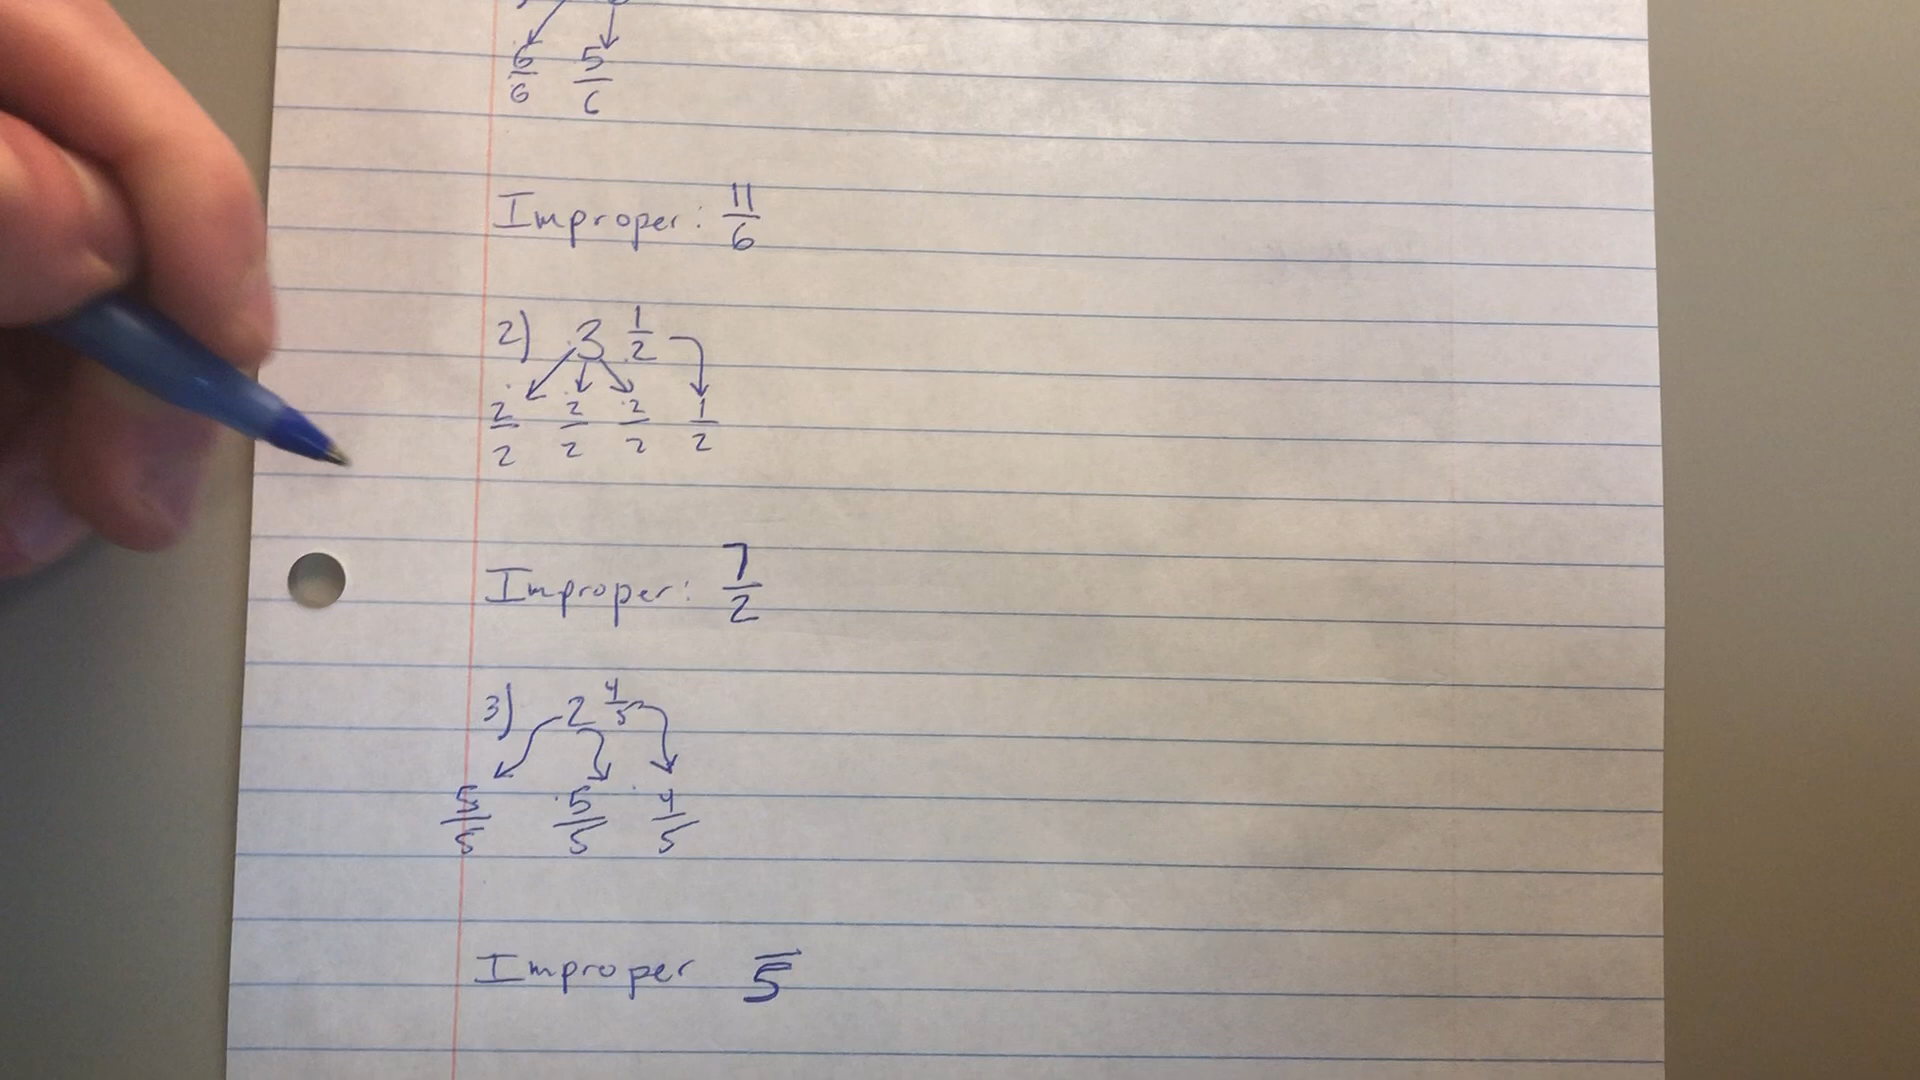 6/6 5/6
Improper: 11/6
2) 3 1/2
2/2 2/2 2/2 1/2
Improper: 7/2
3) 2 4/5
5/5 5/5 4/5
Improper /5